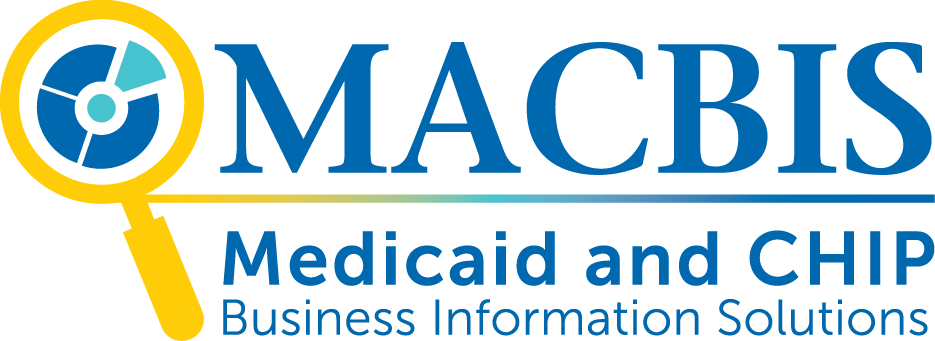 MACBIS
Medicaid and CHIP
Business Information Solutions